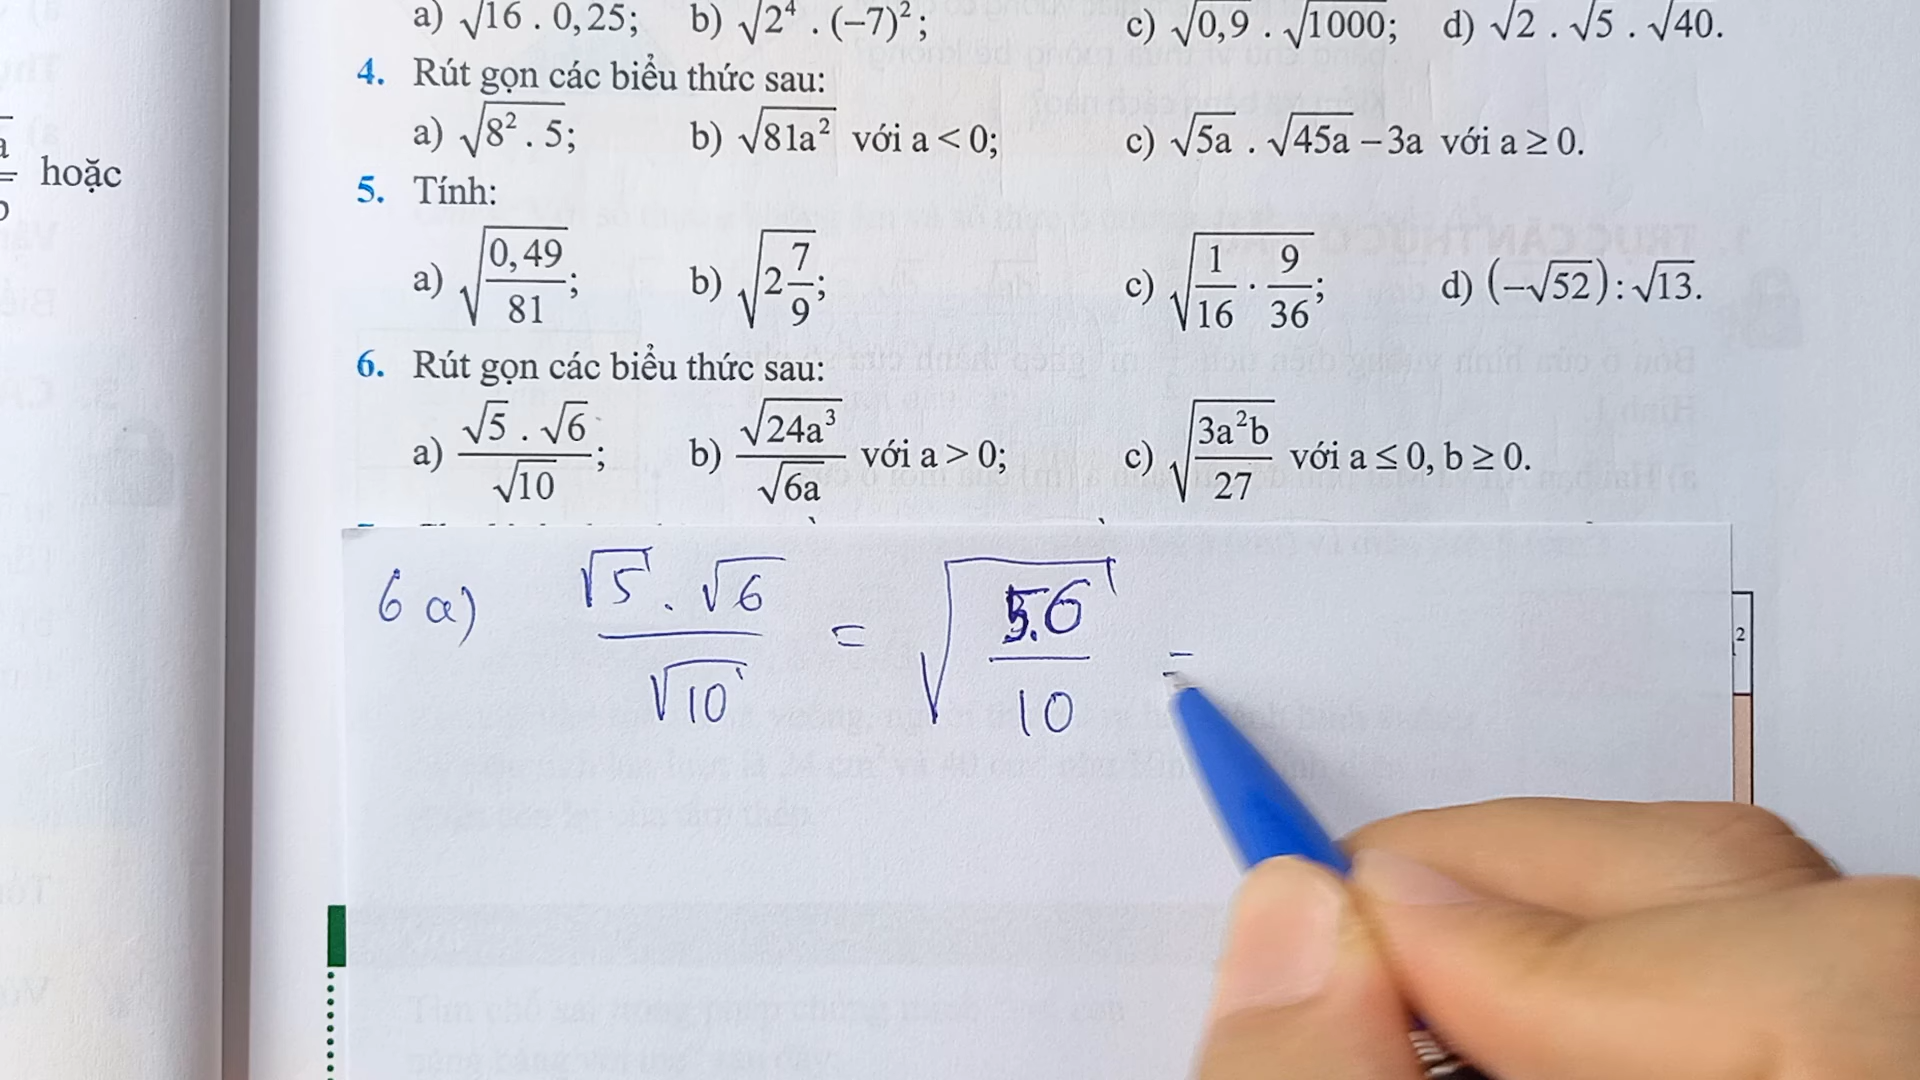 a) √16 . 0,25; b) √2⁴ . (−7)²; c) √0,9 . √1000; d) √2 . √5 . √40.
4. Rút gọn các biểu thức sau:
a) √8² . 5; b) √81a² với a < 0; c) √5a . √45a − 3a với a ≥ 0.
hoặc
5. Tính:
a) √(0,49/81); b) √(2 7/9); c) √(1/16 · 9/36); d) (−√52) : √13.
6. Rút gọn các biểu thức sau:
a) (√5 . √6)/√10; b) √24a³/√6a với a > 0; c) √(3a²b/27) với a ≤ 0, b ≥ 0.
6 a) (√5 . √6)/√10 = √(5.6/10) =
2